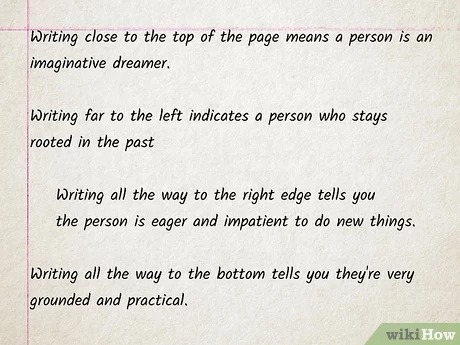 Writing close to the top of the page means a person is an
imaginative dreamer.
Writing far to the left indicates a person who stays
rooted in the past
Writing all the way to the right edge tells you
the person is eager and impatient to do new things.
Writing all the way to the bottom tells you they're very
grounded and practical.
wikiHow